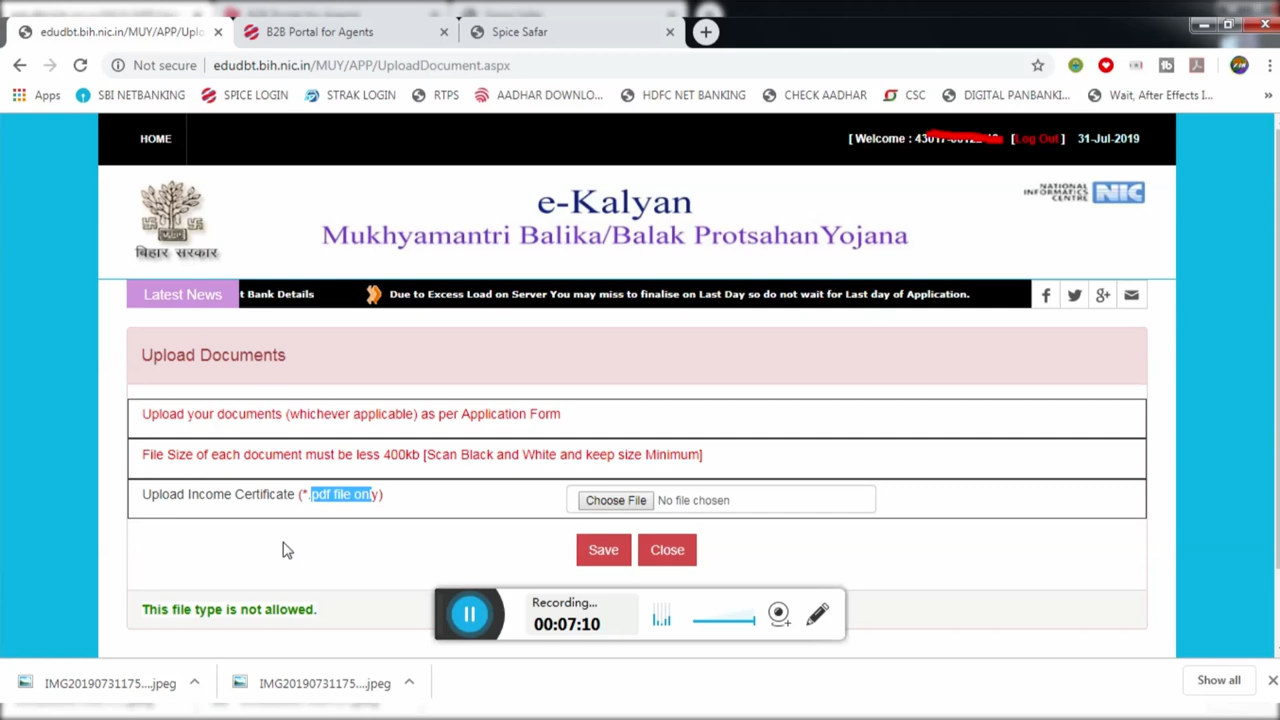 edudbt.bih.nic.in/MUY/APP/Uplo
B2B Portal for Agents
Spice Safar
Not secure
edudbt.bih.nic.in/MUY/APP/UploadDocument.aspx
Apps
SBI NETBANKING
SPICE LOGIN
STRAK LOGIN
RTPS
AADHAR DOWNLO...
HDFC NET BANKING
CHECK AADHAR
CSC
DIGITAL PANBANKI...
Wait, After Effects I...
HOME
[ Welcome :
[Log Out ]
31-Jul-2019
बिहार सरकार
e-Kalyan
Mukhyamantri Balika/Balak ProtsahanYojana
NATIONAL
INFORMATICS
CENTRE
NIC
Latest News
t Bank Details
Due to Excess Load on Server You may miss to finalise on Last Day so do not wait for Last day of Application.
Upload Documents
Upload your documents (whichever applicable) as per Application Form
File Size of each document must be less 400kb [Scan Black and White and keep size Minimum]
Upload Income Certificate (*.pdf file only)
Choose File No file chosen
Save
Close
This file type is not allowed.
Recording...
00:07:10
IMG20190731175....jpeg
IMG20190731175....jpeg
Show all